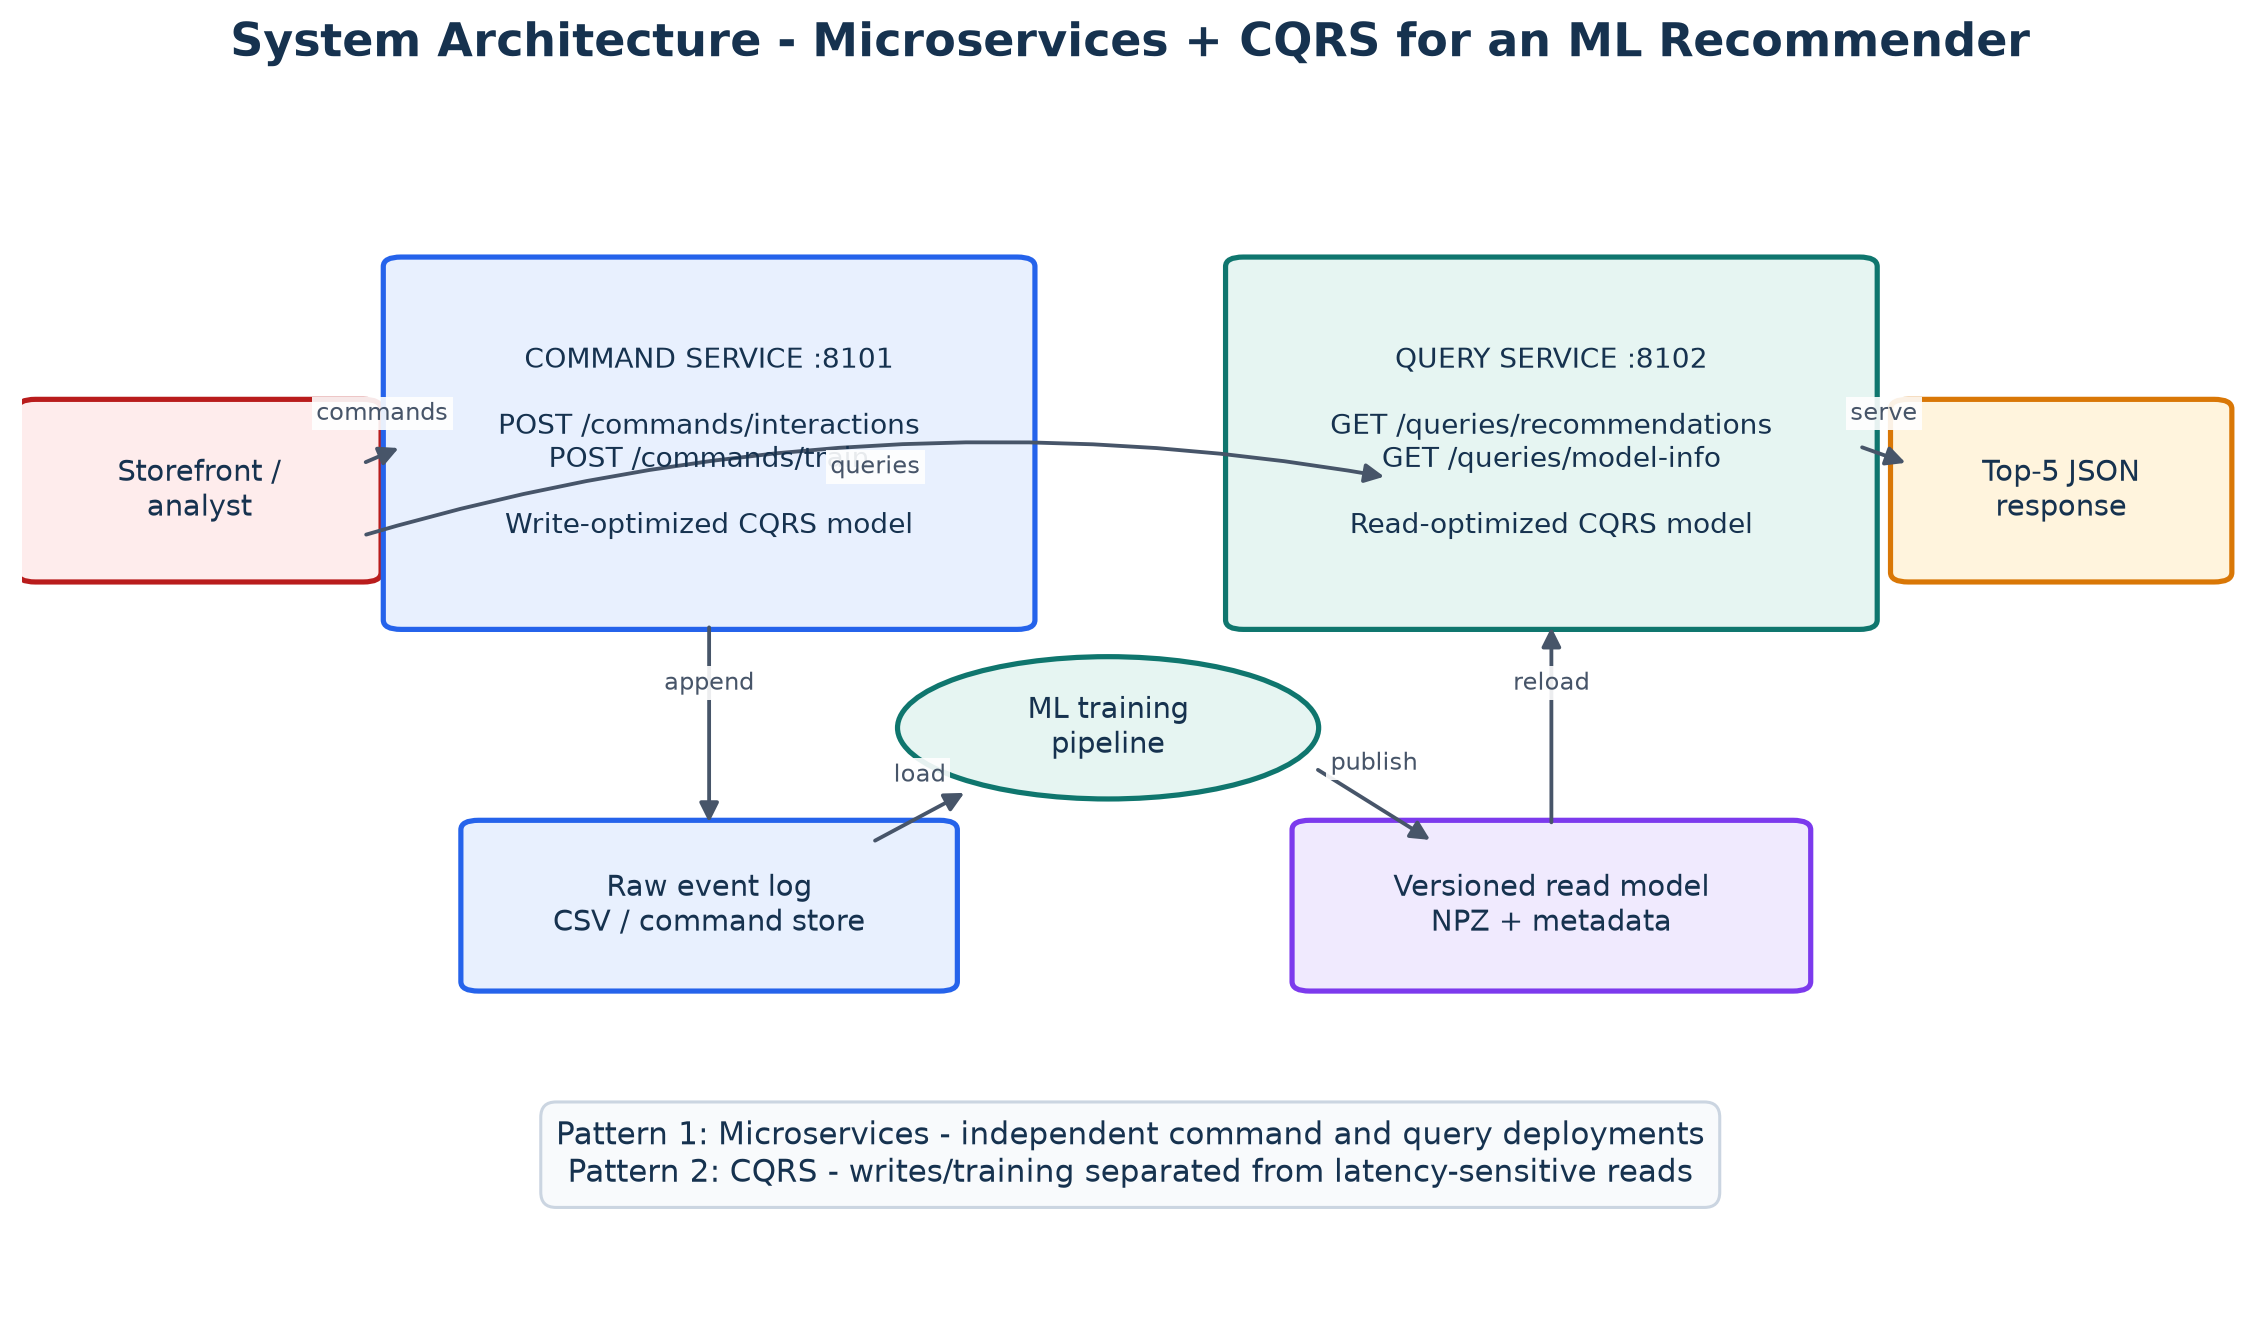 System Architecture - Microservices + CQRS for an ML Recommender
Storefront /
analyst
commands
COMMAND SERVICE :8101
POST /commands/interactions
POST /commands/train
Write-optimized CQRS model
queries
QUERY SERVICE :8102
GET /queries/recommendations
GET /queries/model-info
Read-optimized CQRS model
serve
Top-5 JSON
response
append
ML training
pipeline
reload
load
publish
Raw event log
CSV / command store
Versioned read model
NPZ + metadata
Pattern 1: Microservices - independent command and query deployments
Pattern 2: CQRS - writes/training separated from latency-sensitive reads